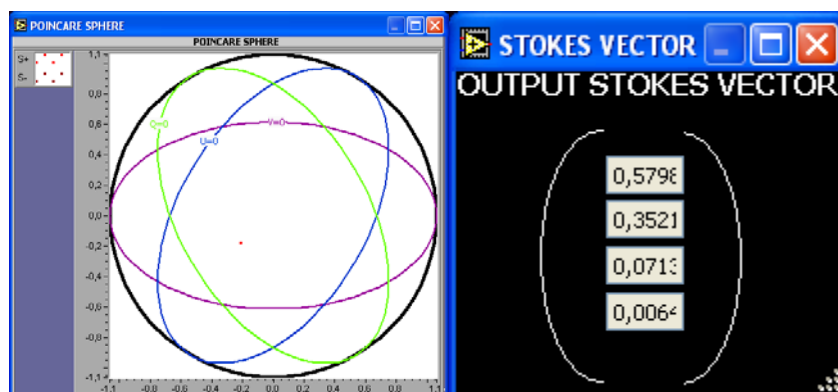 POINCARE SPHERE
POINCARE SPHERE
S+
S-
1,1
0,8
0,6
0,4
0,2
0,0
-0,2
-0,4
-0,6
-0,8
-1,1
-1.1 -0.8 0.6 -0.4 -0.2 0.0 0.2 0.4 0.6 0.8 1.1
Q=0
U=0
V=0
STOKES VECTOR
OUTPUT STOKES VECTOR
0,5798
0,3521
0,0713
0,0064